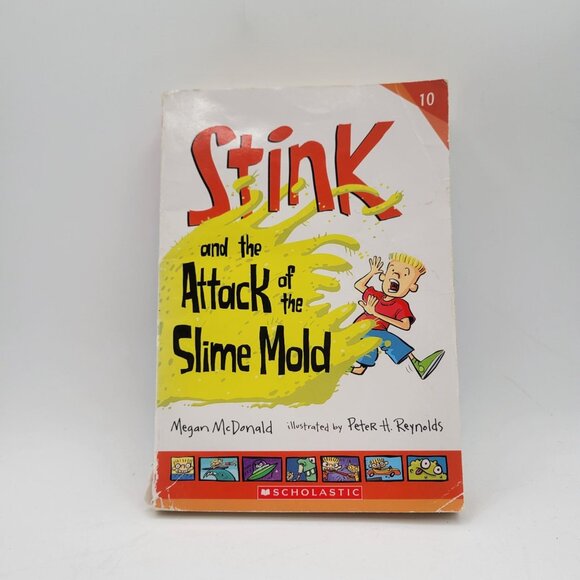 10
Stink
and the
Attack of the
Slime Mold
Megan McDonald illustrated by Peter H. Reynolds
SCHOLASTIC